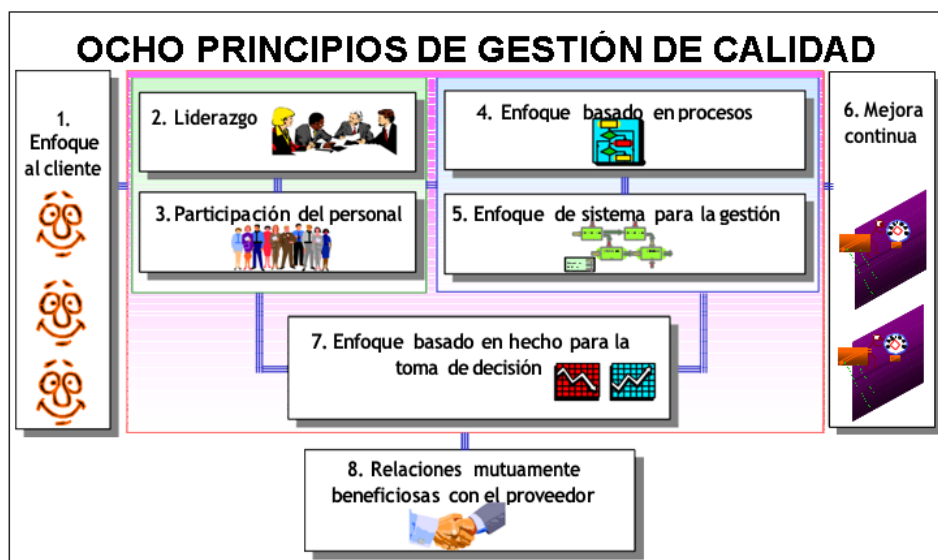 OCHO PRINCIPIOS DE GESTIÓN DE CALIDAD
1.
Enfoque
al cliente
2. Liderazgo
3. Participación del personal
4. Enfoque basado en procesos
5. Enfoque de sistema para la gestión
6. Mejora
continua
7. Enfoque basado en hecho para la
toma de decisión
8. Relaciones mutuamente
beneficiosas con el proveedor